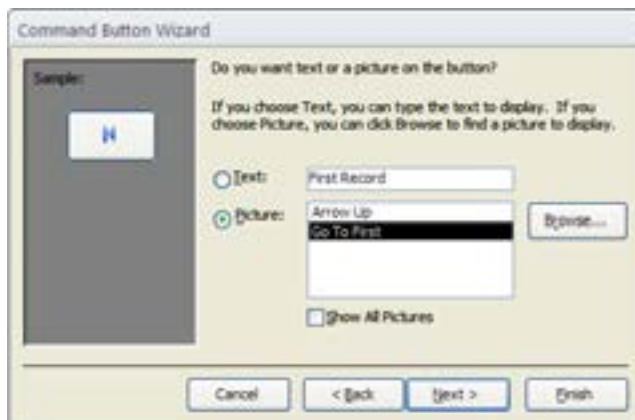 Command Button Wizard
Sample:
Do you want text or a picture on the button?
If you choose Text, you can type the text to display. If you
choose Picture, you can click Browse to find a picture to display.
Text:
First Record
Picture:
Arrow Up
Go To First
Browse...
Show All Pictures
Cancel
< Back
Next >
Finish